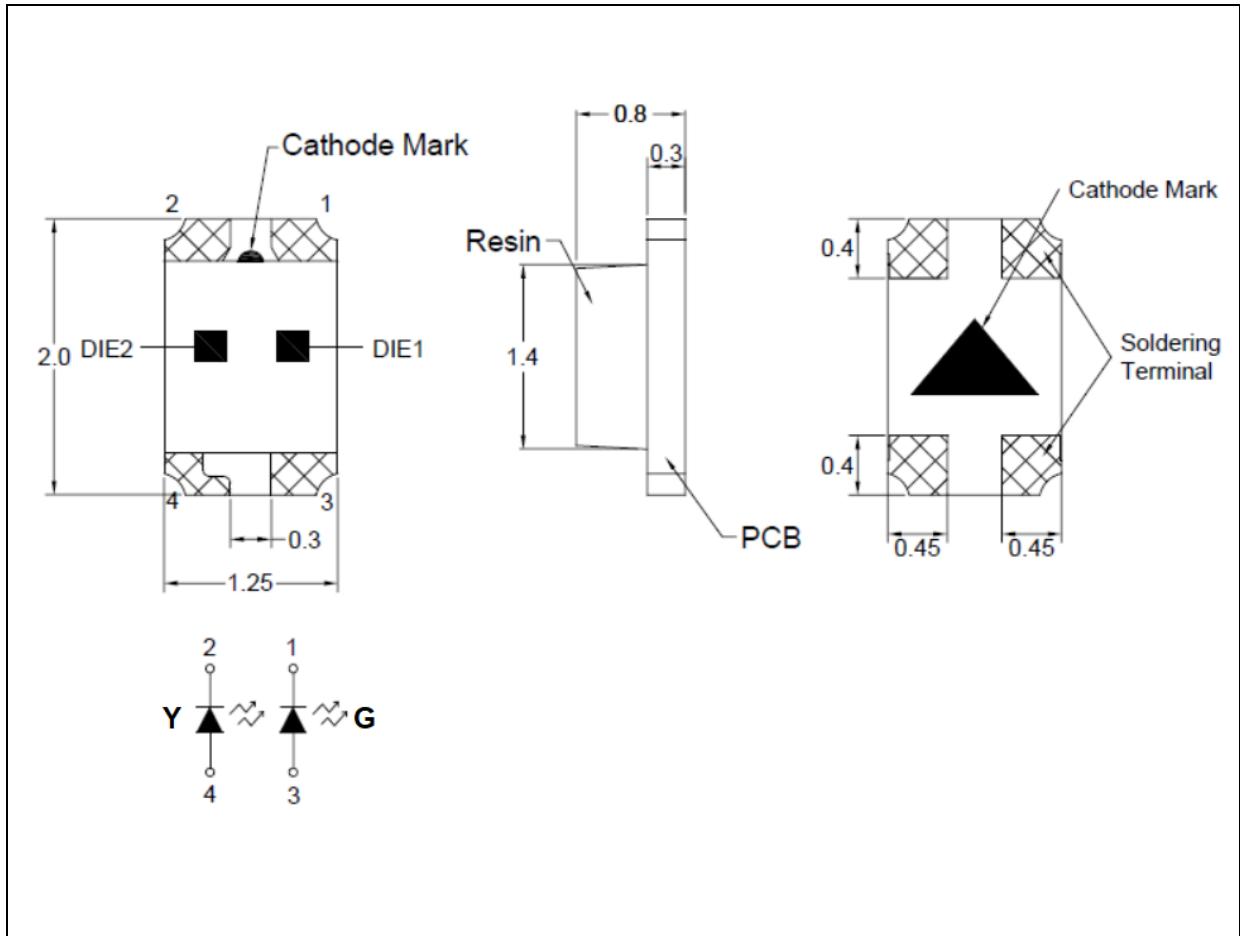 Cathode Mark
2
1
2.0
DIE2
DIE1
4
3
0.3
1.25
0.8
0.3
Resin
1.4
PCB
Cathode Mark
0.4
Soldering
Terminal
0.4
0.45
0.45
2
1
Y
G
4
3